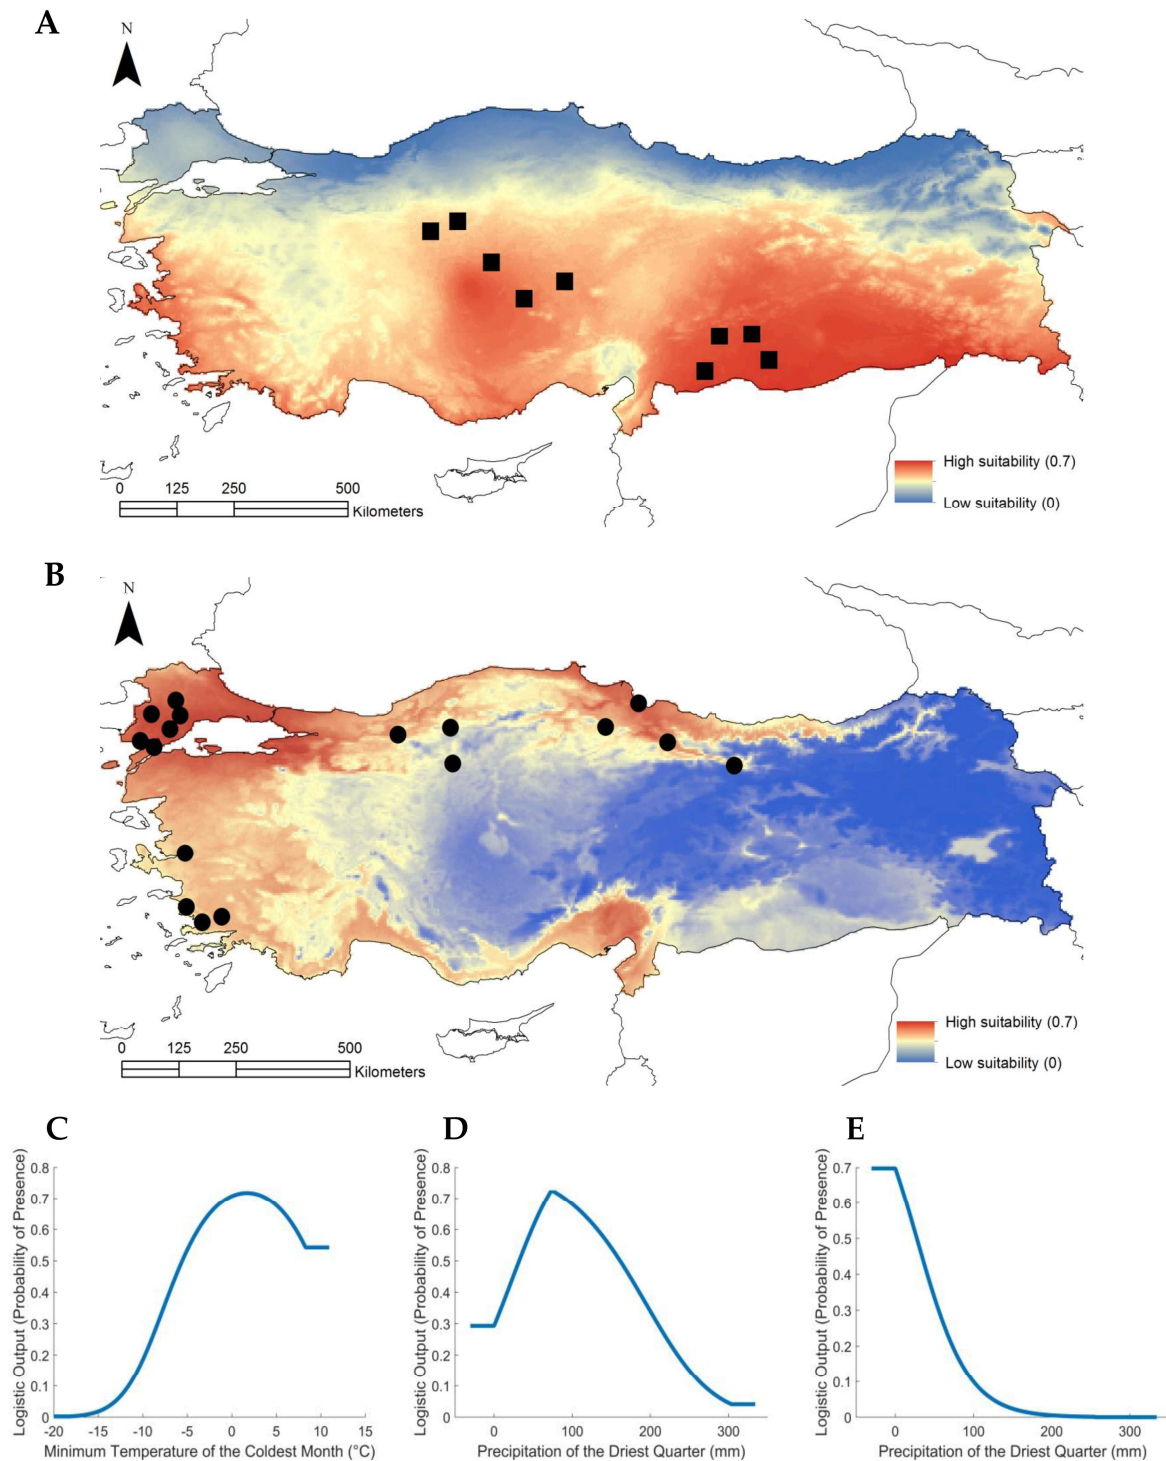 A
N
High suitability (0.7)
Low suitability (0)
0 125 250 500
Kilometers
B
N
High suitability (0.7)
Low suitability (0)
0 125 250 500
Kilometers
C
Logistic Output (Probability of Presence)
0.8
0.7
0.6
0.5
0.4
0.3
0.2
0.1
0
-20 -15 -10 -5 0 5 10 15
Minimum Temperature of the Coldest Month (°C)
D
Logistic Output (Probability of Presence)
0.8
0.7
0.6
0.5
0.4
0.3
0.2
0.1
0
0 100 200 300
Precipitation of the Driest Quarter (mm)
E
Logistic Output (Probability of Presence)
0.7
0.6
0.5
0.4
0.3
0.2
0.1
0
0 100 200 300
Precipitation of the Driest Quarter (mm)